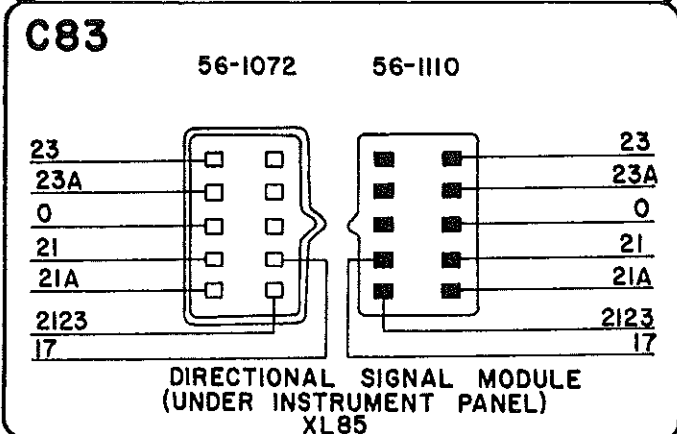 C83
56-1072 56-1110
23 23
23A 23A
0 0
21 21
21A 21A
2123 2123
17 17
DIRECTIONAL SIGNAL MODULE
(UNDER INSTRUMENT PANEL)
XL85